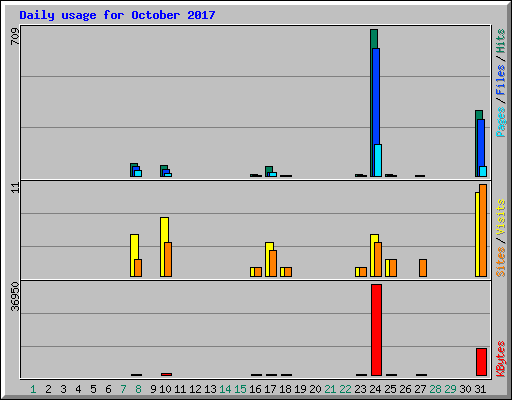 Daily usage for October 2017
709
Pages / Files / Hits
11
Sites / Visits
36950
KBytes
1 2 3 4 5 6 7 8 9 10 11 12 13 14 15 16 17 18 19 20 21 22 23 24 25 26 27 28 29 30 31